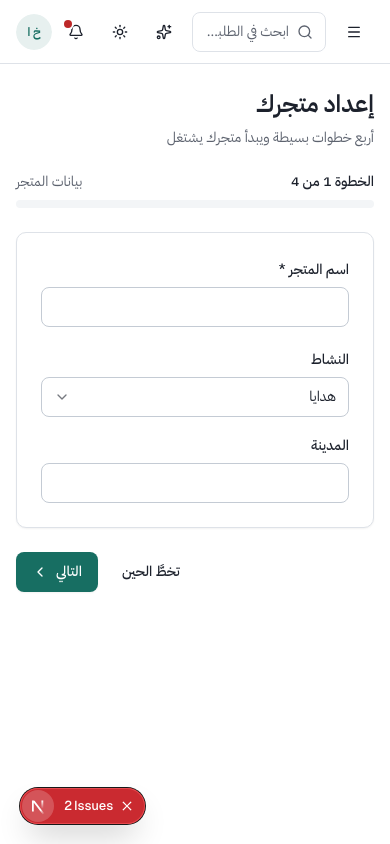 ابحث في الطلبـ...
خ ا
إعداد متجرك
أربع خطوات بسيطة ويبدأ متجرك يشتغل
الخطوة 1 من 4
بيانات المتجر
اسم المتجر *
النشاط
هدايا
المدينة
تخطَّ الحين
التالي
N 2 Issues